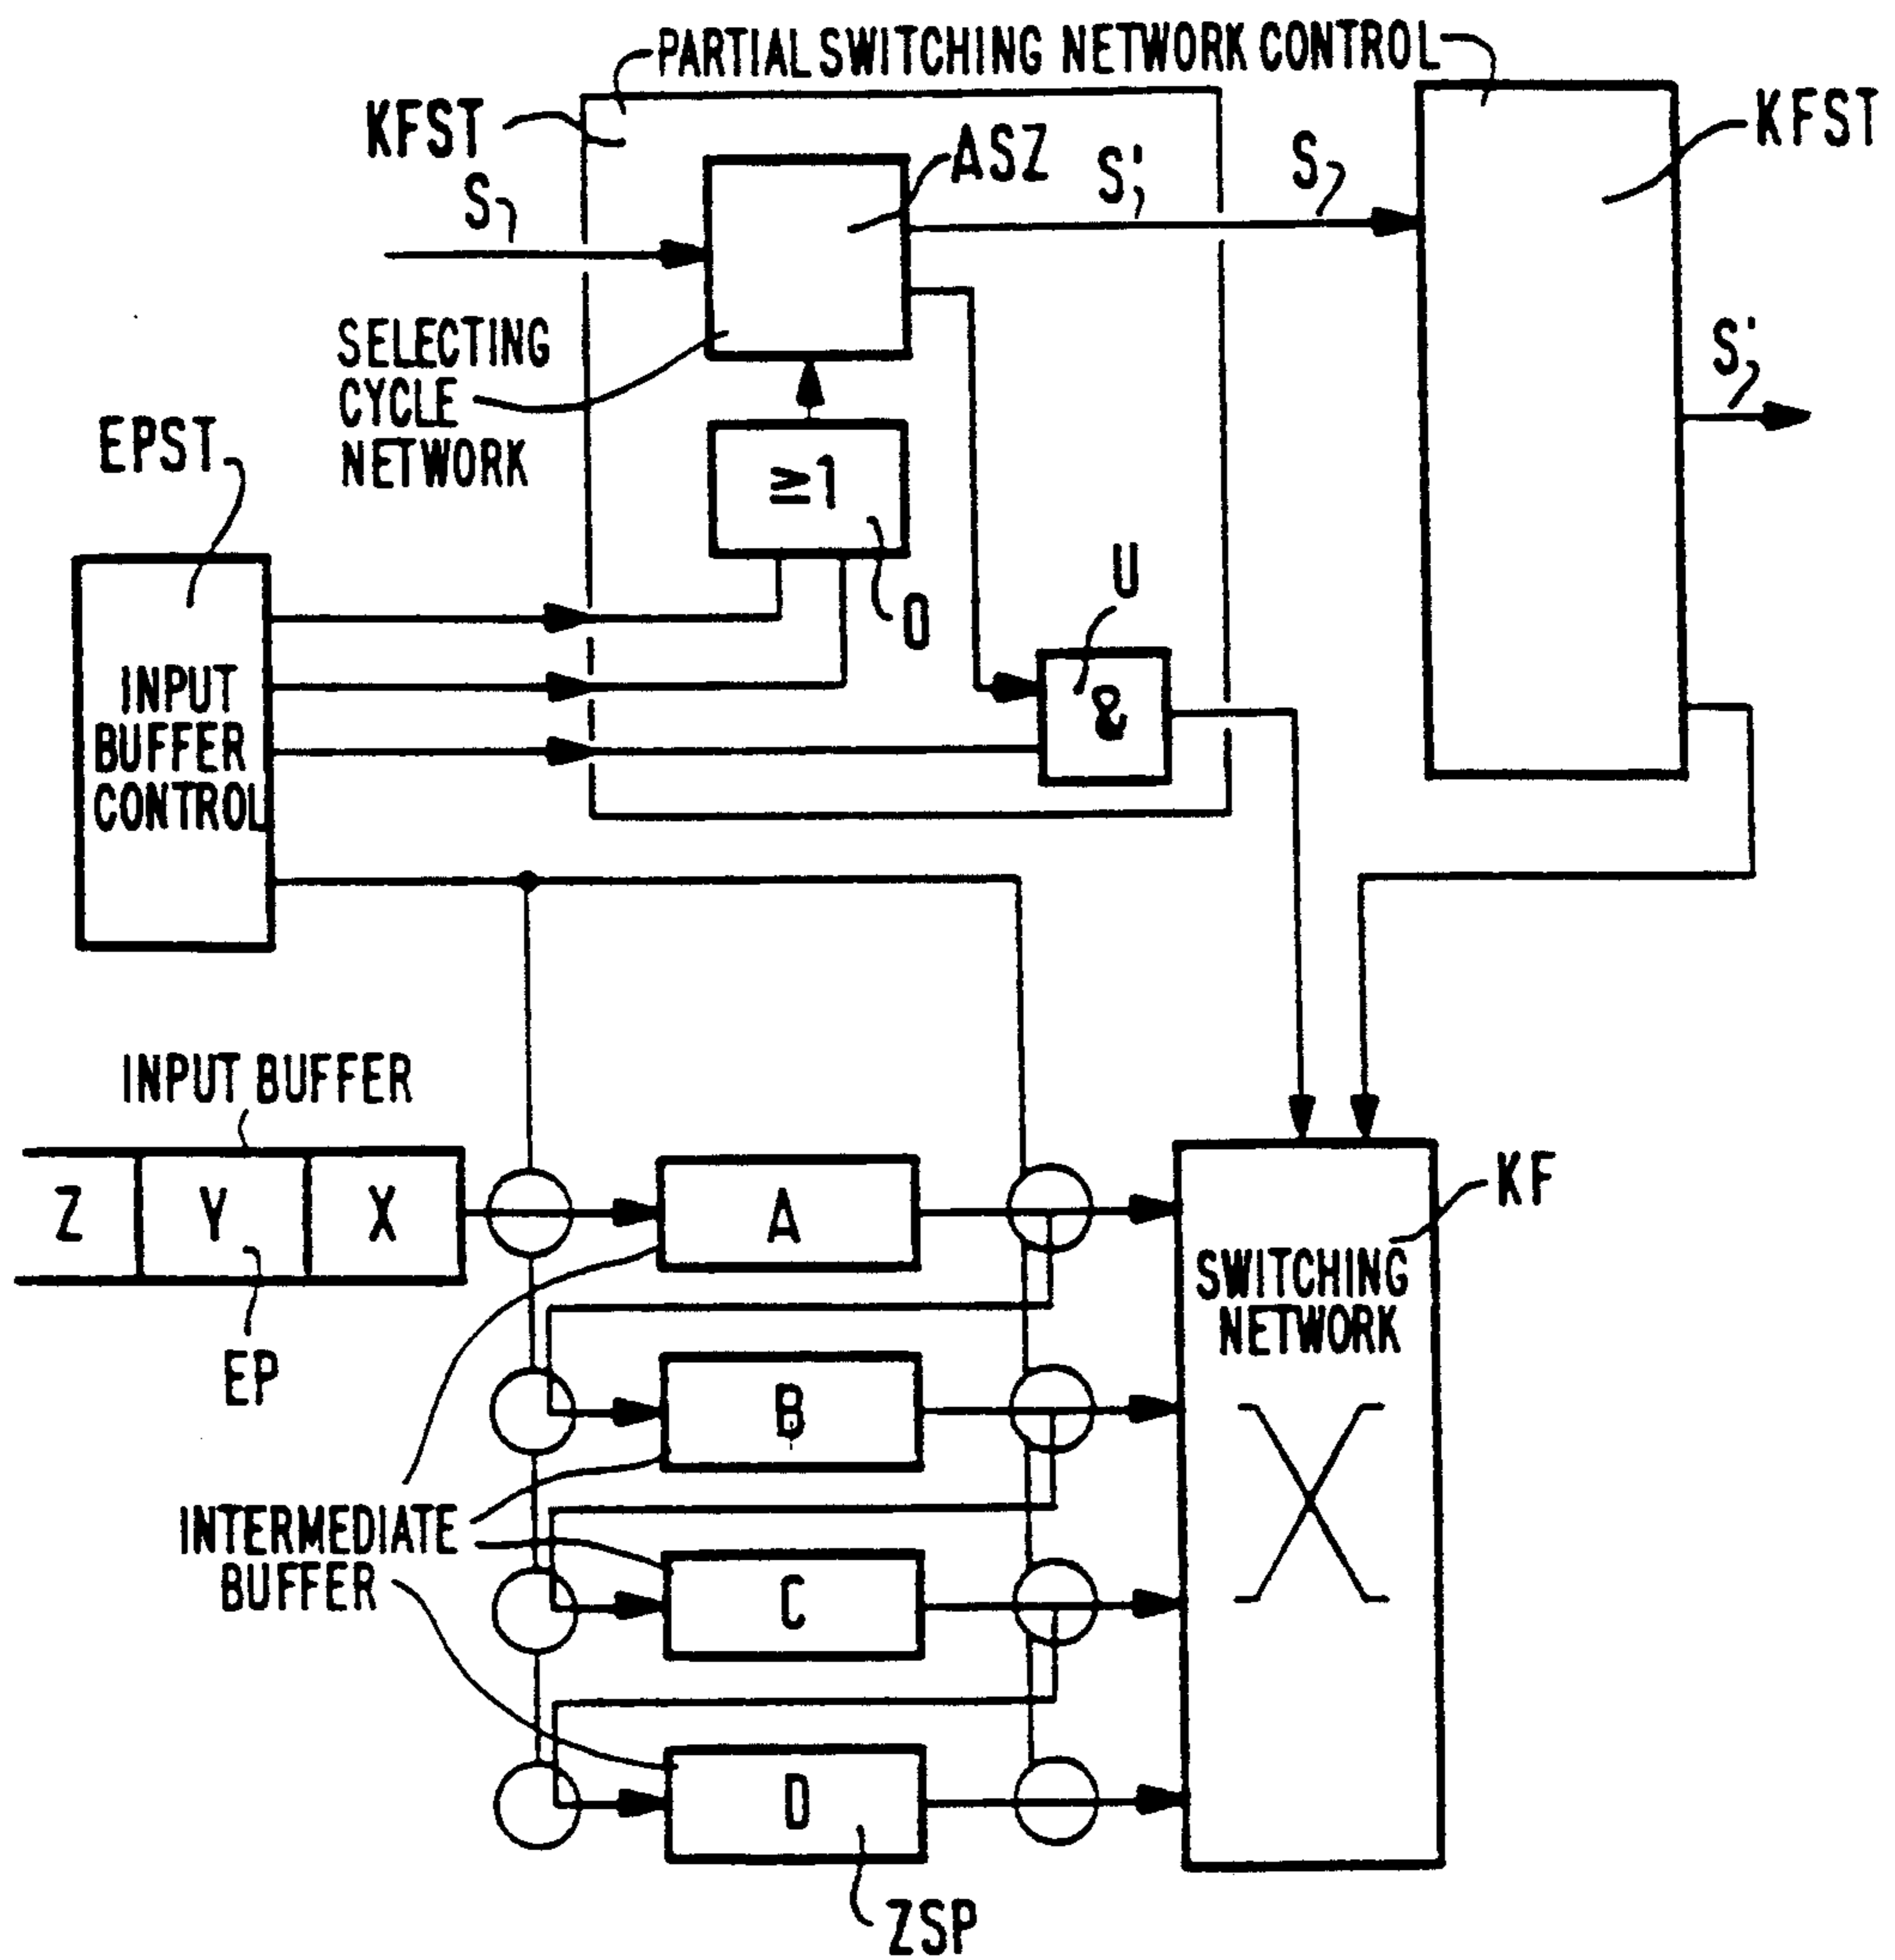 PARTIAL SWITCHING NETWORK CONTROL
KFST
ASZ
S
S'
S
KFST
SELECTING
CYCLE
NETWORK
S'
EPST
≥1
O
U
&
INPUT
BUFFER
CONTROL
INPUT BUFFER
Z Y X
EP
A
KF
SWITCHING
NETWORK
B
INTERMEDIATE
BUFFER
C
D
ZSP